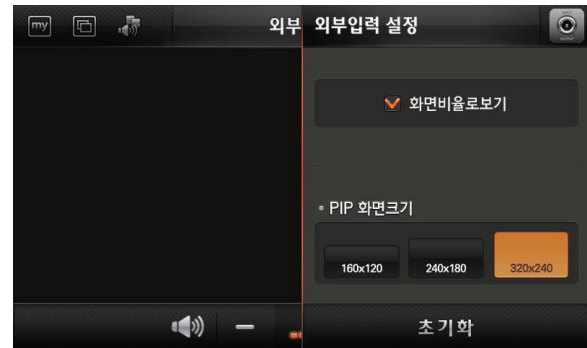 my
외부
외부입력 설정
화면비율로보기
PIP 화면크기
160x120
240x180
320x240
초기화